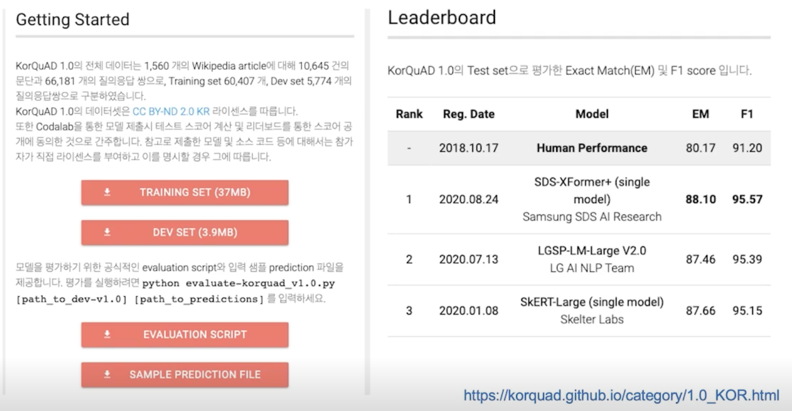 Getting Started
KorQuAD 1.0의 전체 데이터는 1,560 개의 Wikipedia article에 대해 10,645 건의
문단과 66,181 개의 질의응답 쌍으로, Training set 60,407 개, Dev set 5,774 개의
질의응답쌍으로 구분하였습니다.
KorQuAD 1.0의 데이터셋은 CC BY-ND 2.0 KR 라이센스를 따릅니다.
또한 Codalab을 통한 모델 제출시 테스트 스코어 계산 및 리더보드를 통한 스코어 공
개에 동의한 것으로 간주합니다. 참고로 제출한 모델 및 소스 코드 등에 대해서는 참가
자가 직접 라이센스를 부여하고 이를 명시할 경우 그에 따릅니다.
TRAINING SET (37MB)
DEV SET (3.9MB)
모델을 평가하기 위한 공식적인 evaluation script와 입력 샘플 prediction 파일을
제공합니다. 평가를 실행하려면 python evaluate-korquad_v1.0.py
[path_to_dev-v1.0] [path_to_predictions] 를 입력하세요.
EVALUATION SCRIPT
SAMPLE PREDICTION FILE
Leaderboard
KorQuAD 1.0의 Test set으로 평가한 Exact Match(EM) 및 F1 score 입니다.
Rank Reg. Date Model EM F1
- 2018.10.17 Human Performance 80.17 91.20
SDS-XFormer+ (single
1 2020.08.24 model) 88.10 95.57
Samsung SDS AI Research
2 2020.07.13 LGSP-LM-Large V2.0 87.46 95.39
LG AI NLP Team
3 2020.01.08 SkERT-Large (single model) 87.66 95.15
Skelter Labs
https://korquad.github.io/category/1.0_KOR.html